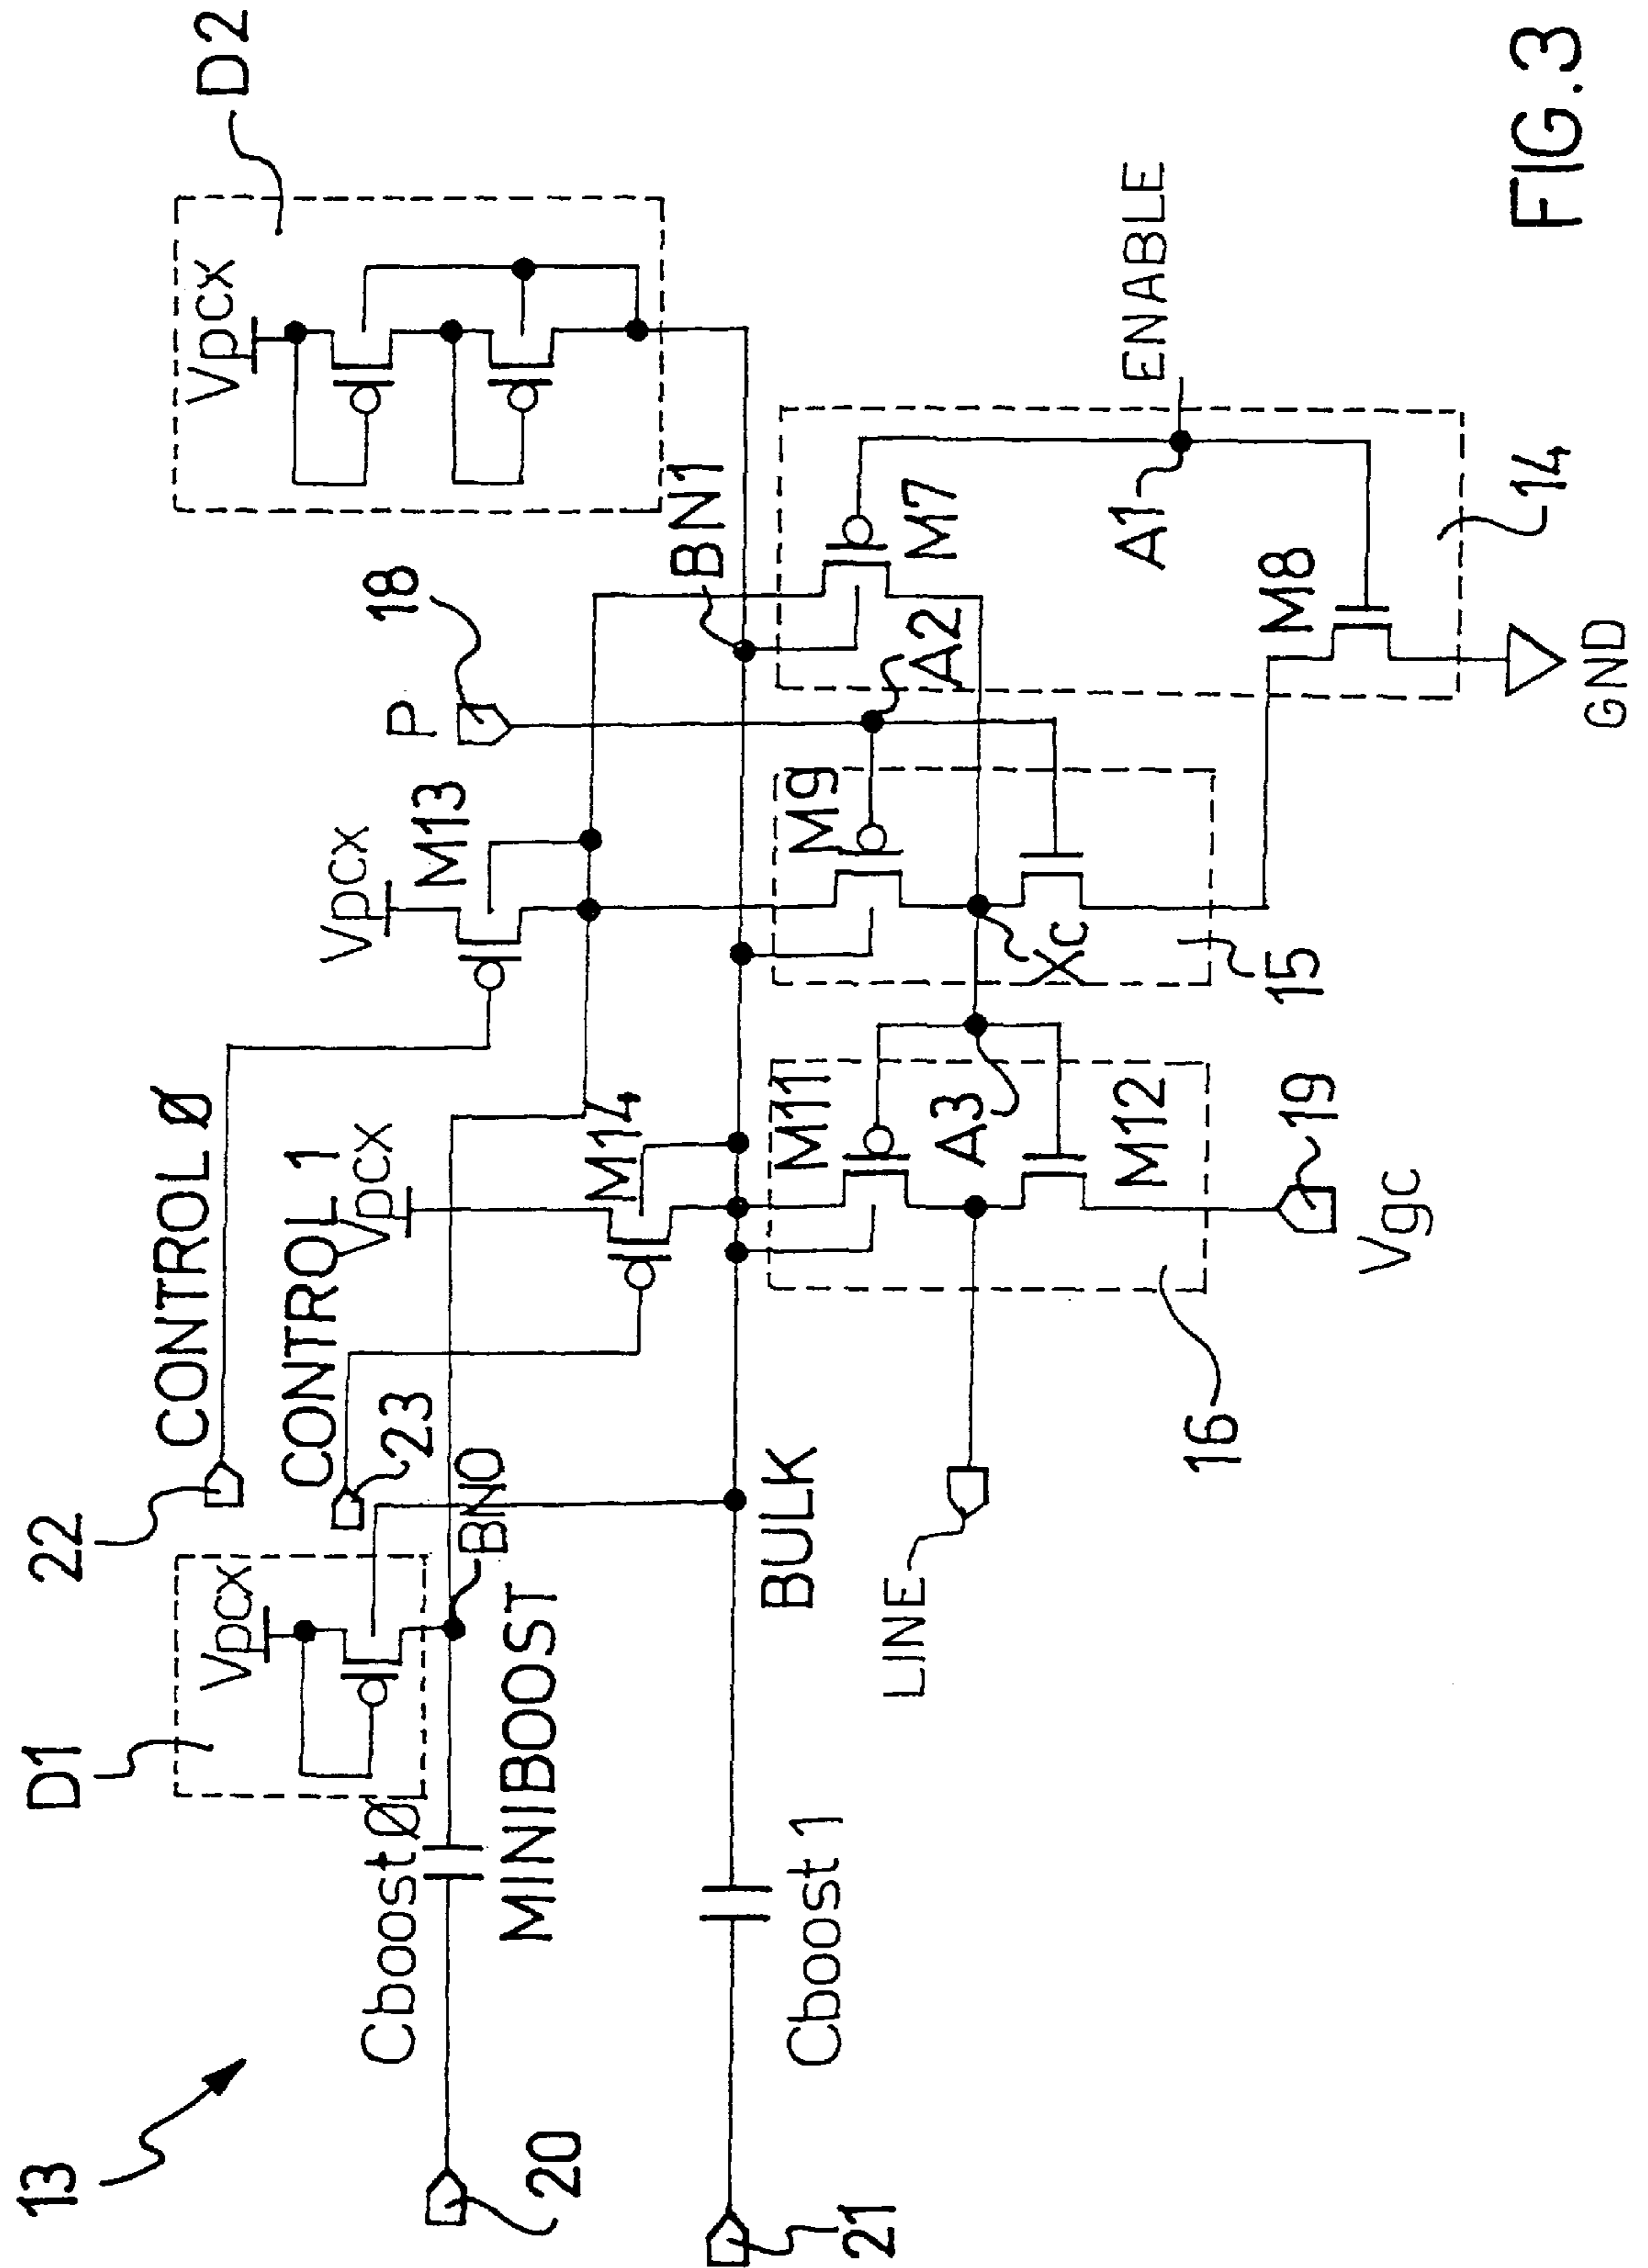 13
D1
22
CONTROL Ø
D2
Vpcx
CONTROL 1
23
Vpcx
Vpcx
M13
P
18
Vpcx
Cboost Ø
BN0
MINIBOOST
M14
BN1
20
Cboost 1
21
BULK
M11
M9
M7
A2
LINE
A3
Xc
A1
ENABLE
M12
M8
16
19
15
14
Vgc
GND
FIG.3